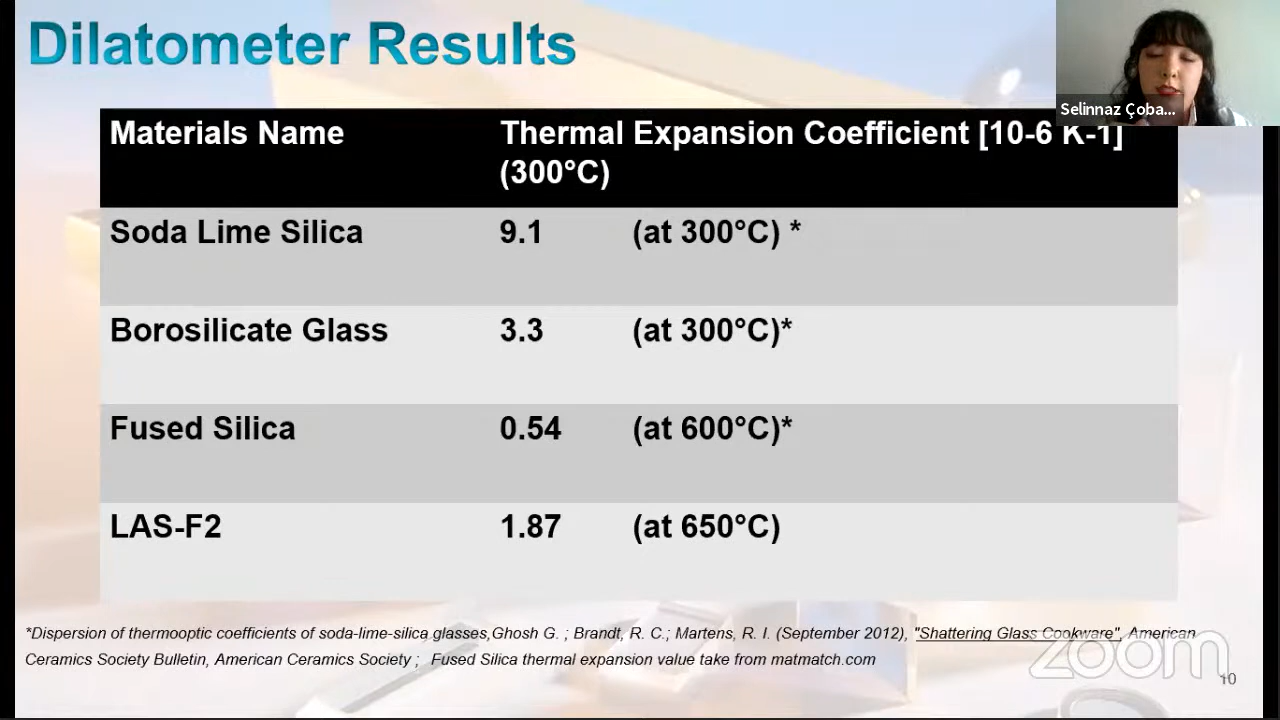 Dilatometer Results
Selinnaz Çoba...
Materials Name
Thermal Expansion Coefficient [10-6 K-1]
(300°C)
Soda Lime Silica 9.1 (at 300°C) *
Borosilicate Glass 3.3 (at 300°C)*
Fused Silica 0.54 (at 600°C)*
LAS-F2 1.87 (at 650°C)
*Dispersion of thermooptic coefficients of soda-lime-silica glasses,Ghosh G. ; Brandt, R. C.; Martens, R. I. (September 2012), "Shattering Glass Cookware", American
Ceramics Society Bulletin, American Ceramics Society ; Fused Silica thermal expansion value take from matmatch.com
zoom
10